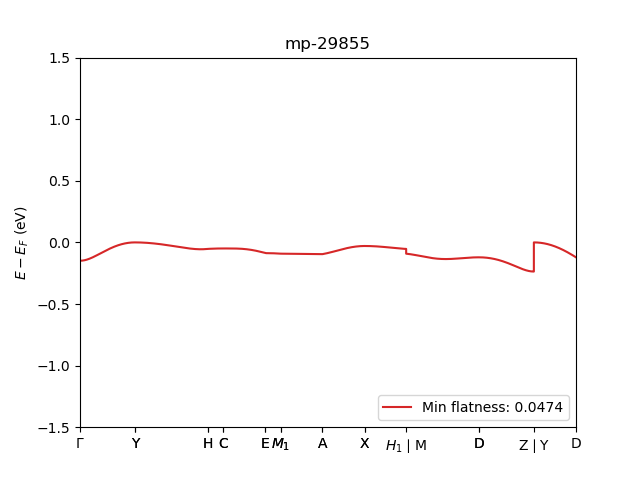 mp-29855
1.5
1.0
0.5
0.0
−0.5
−1.0
−1.5
E − E_F (eV)
Min flatness: 0.0474
Γ Y H C E M₁ A X H₁ | M D Z | Y D